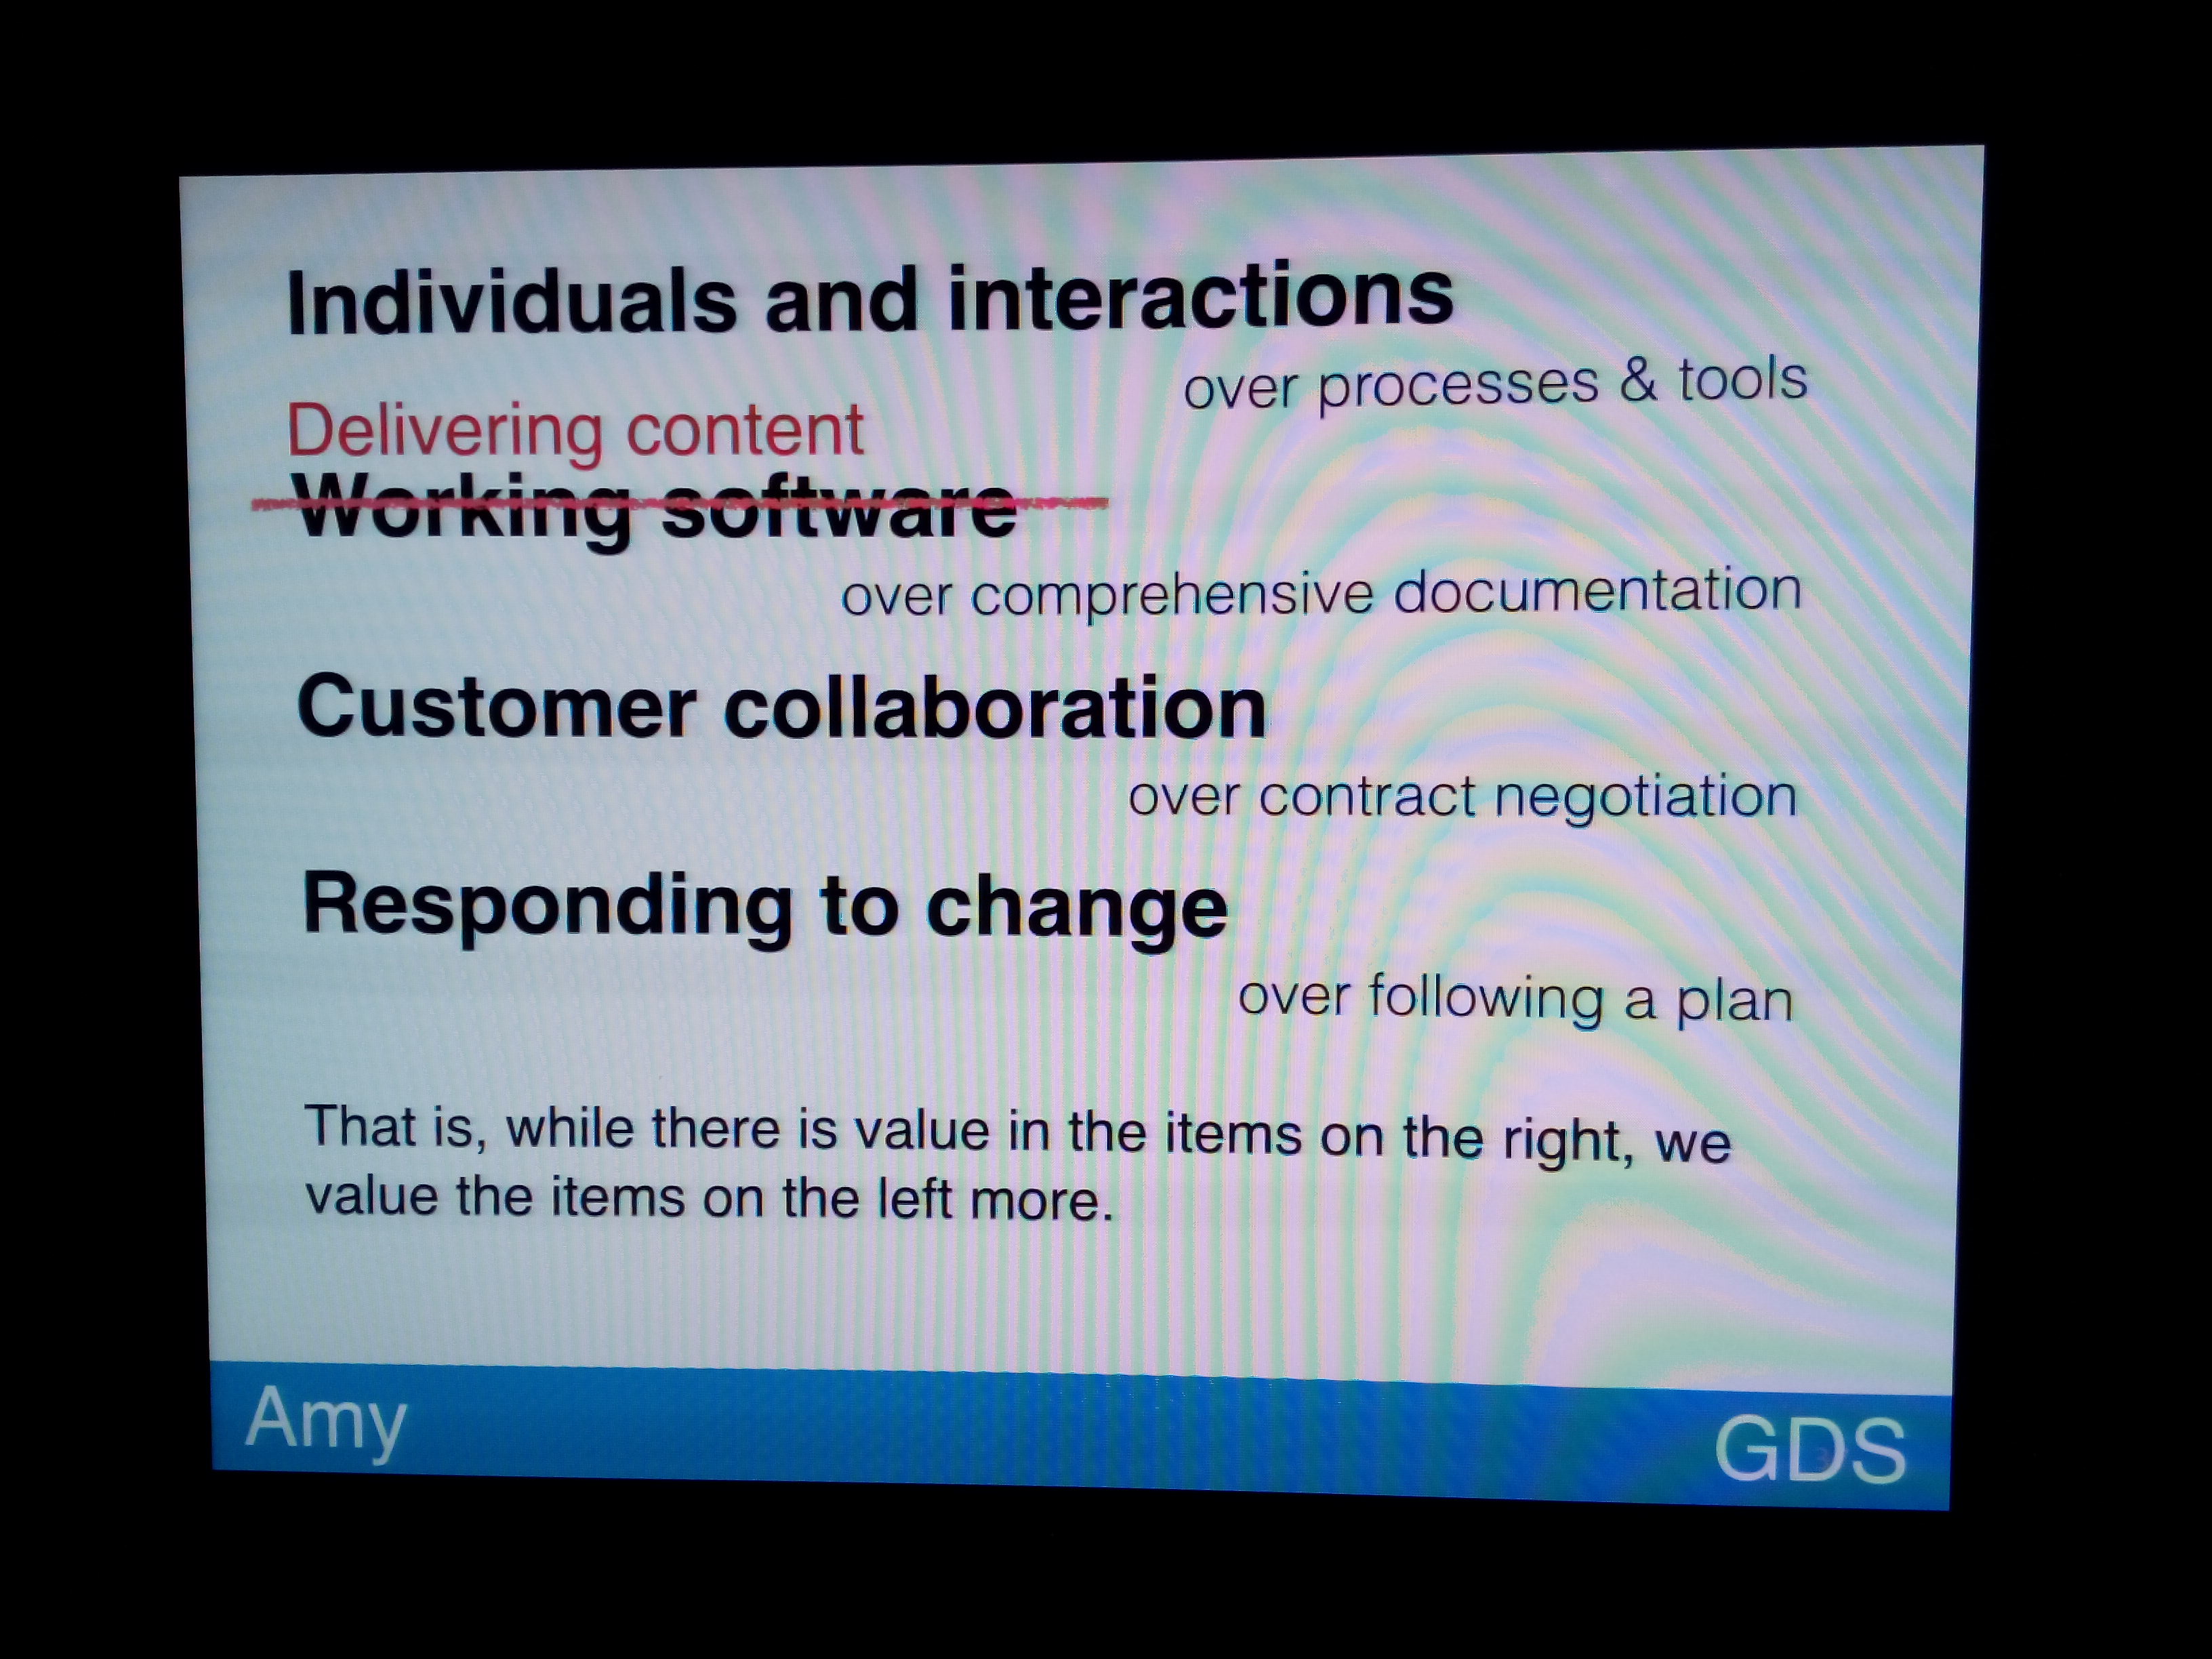 Individuals and interactions
over processes & tools
Delivering content
Working software
over comprehensive documentation
Customer collaboration
over contract negotiation
Responding to change
over following a plan
That is, while there is value in the items on the right, we
value the items on the left more.
Amy
GDS